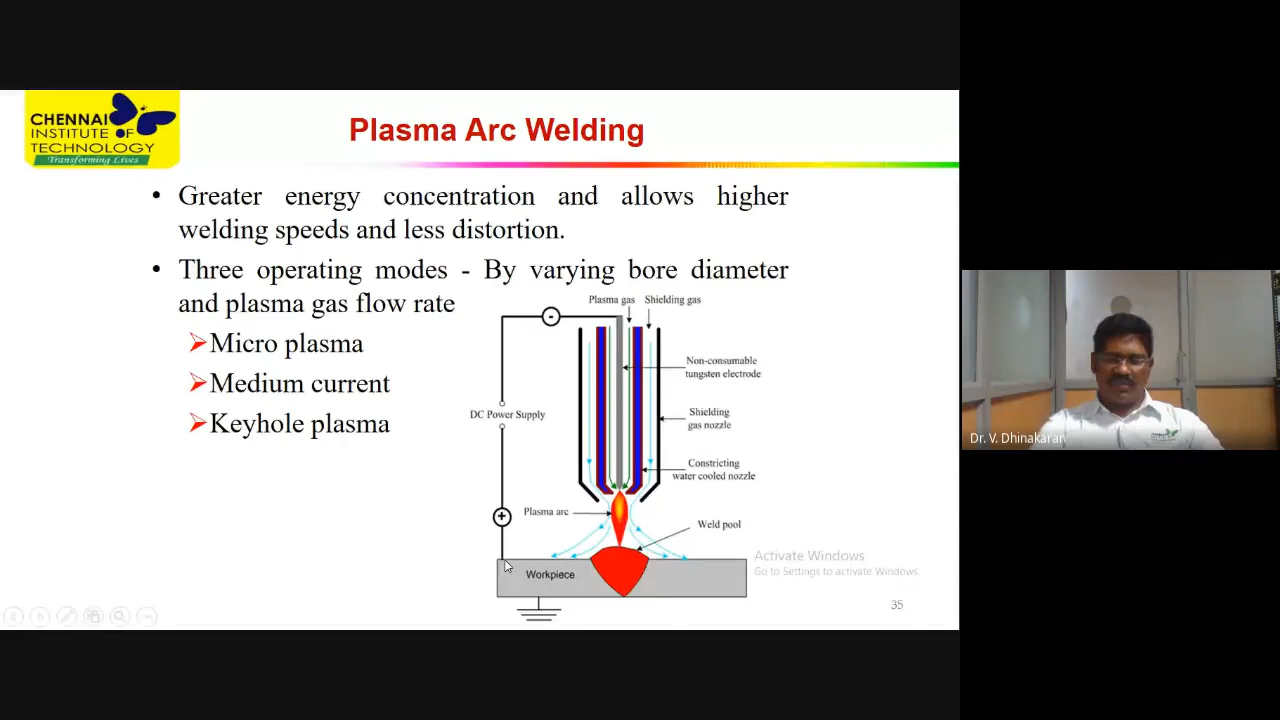 CHENNAI
INSTITUTE OF
TECHNOLOGY
Transforming Lives
Plasma Arc Welding
• Greater energy concentration and allows higher
welding speeds and less distortion.
• Three operating modes - By varying bore diameter
and plasma gas flow rate
Micro plasma
Medium current
Keyhole plasma
Plasma gas
Shielding gas
-
Non-consumable
tungsten electrode
DC Power Supply
Shielding
gas nozzle
Constricting
water cooled nozzle
Plasma arc
+
Weld pool
Workpiece
Activate Windows
Go to Settings to activate Windows.
35
Dr. V. Dhinakaran